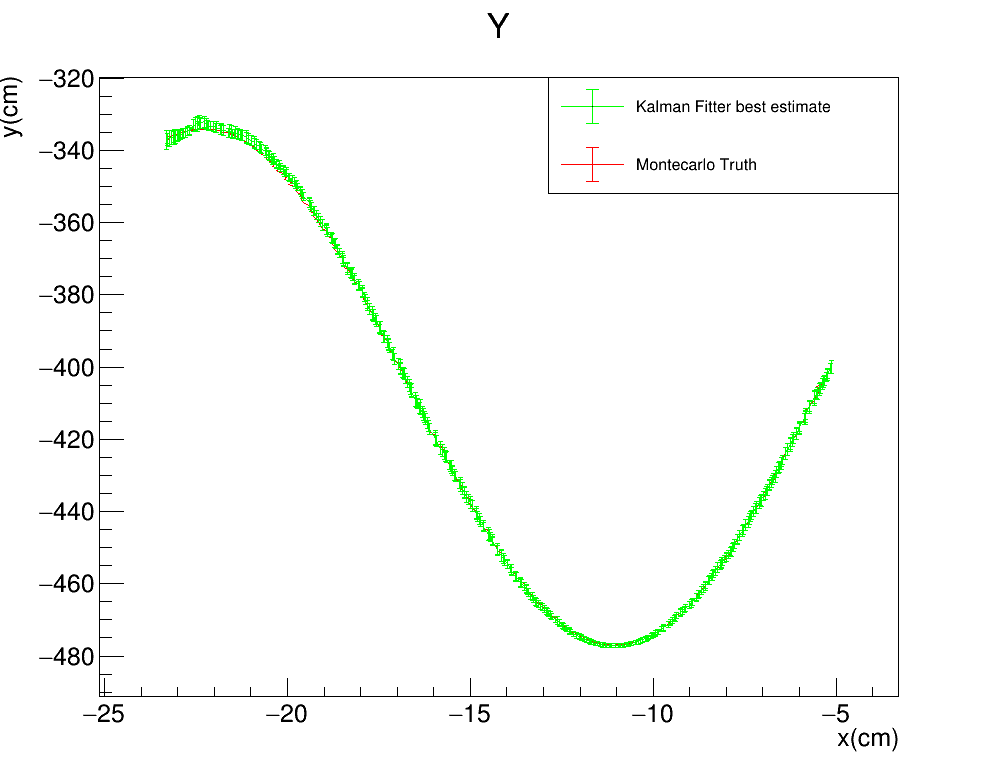 Y
y(cm)
−320
−340
−360
−380
−400
−420
−440
−460
−480
Kalman Fitter best estimate
Montecarlo Truth
−25 −20 −15 −10 −5
x(cm)